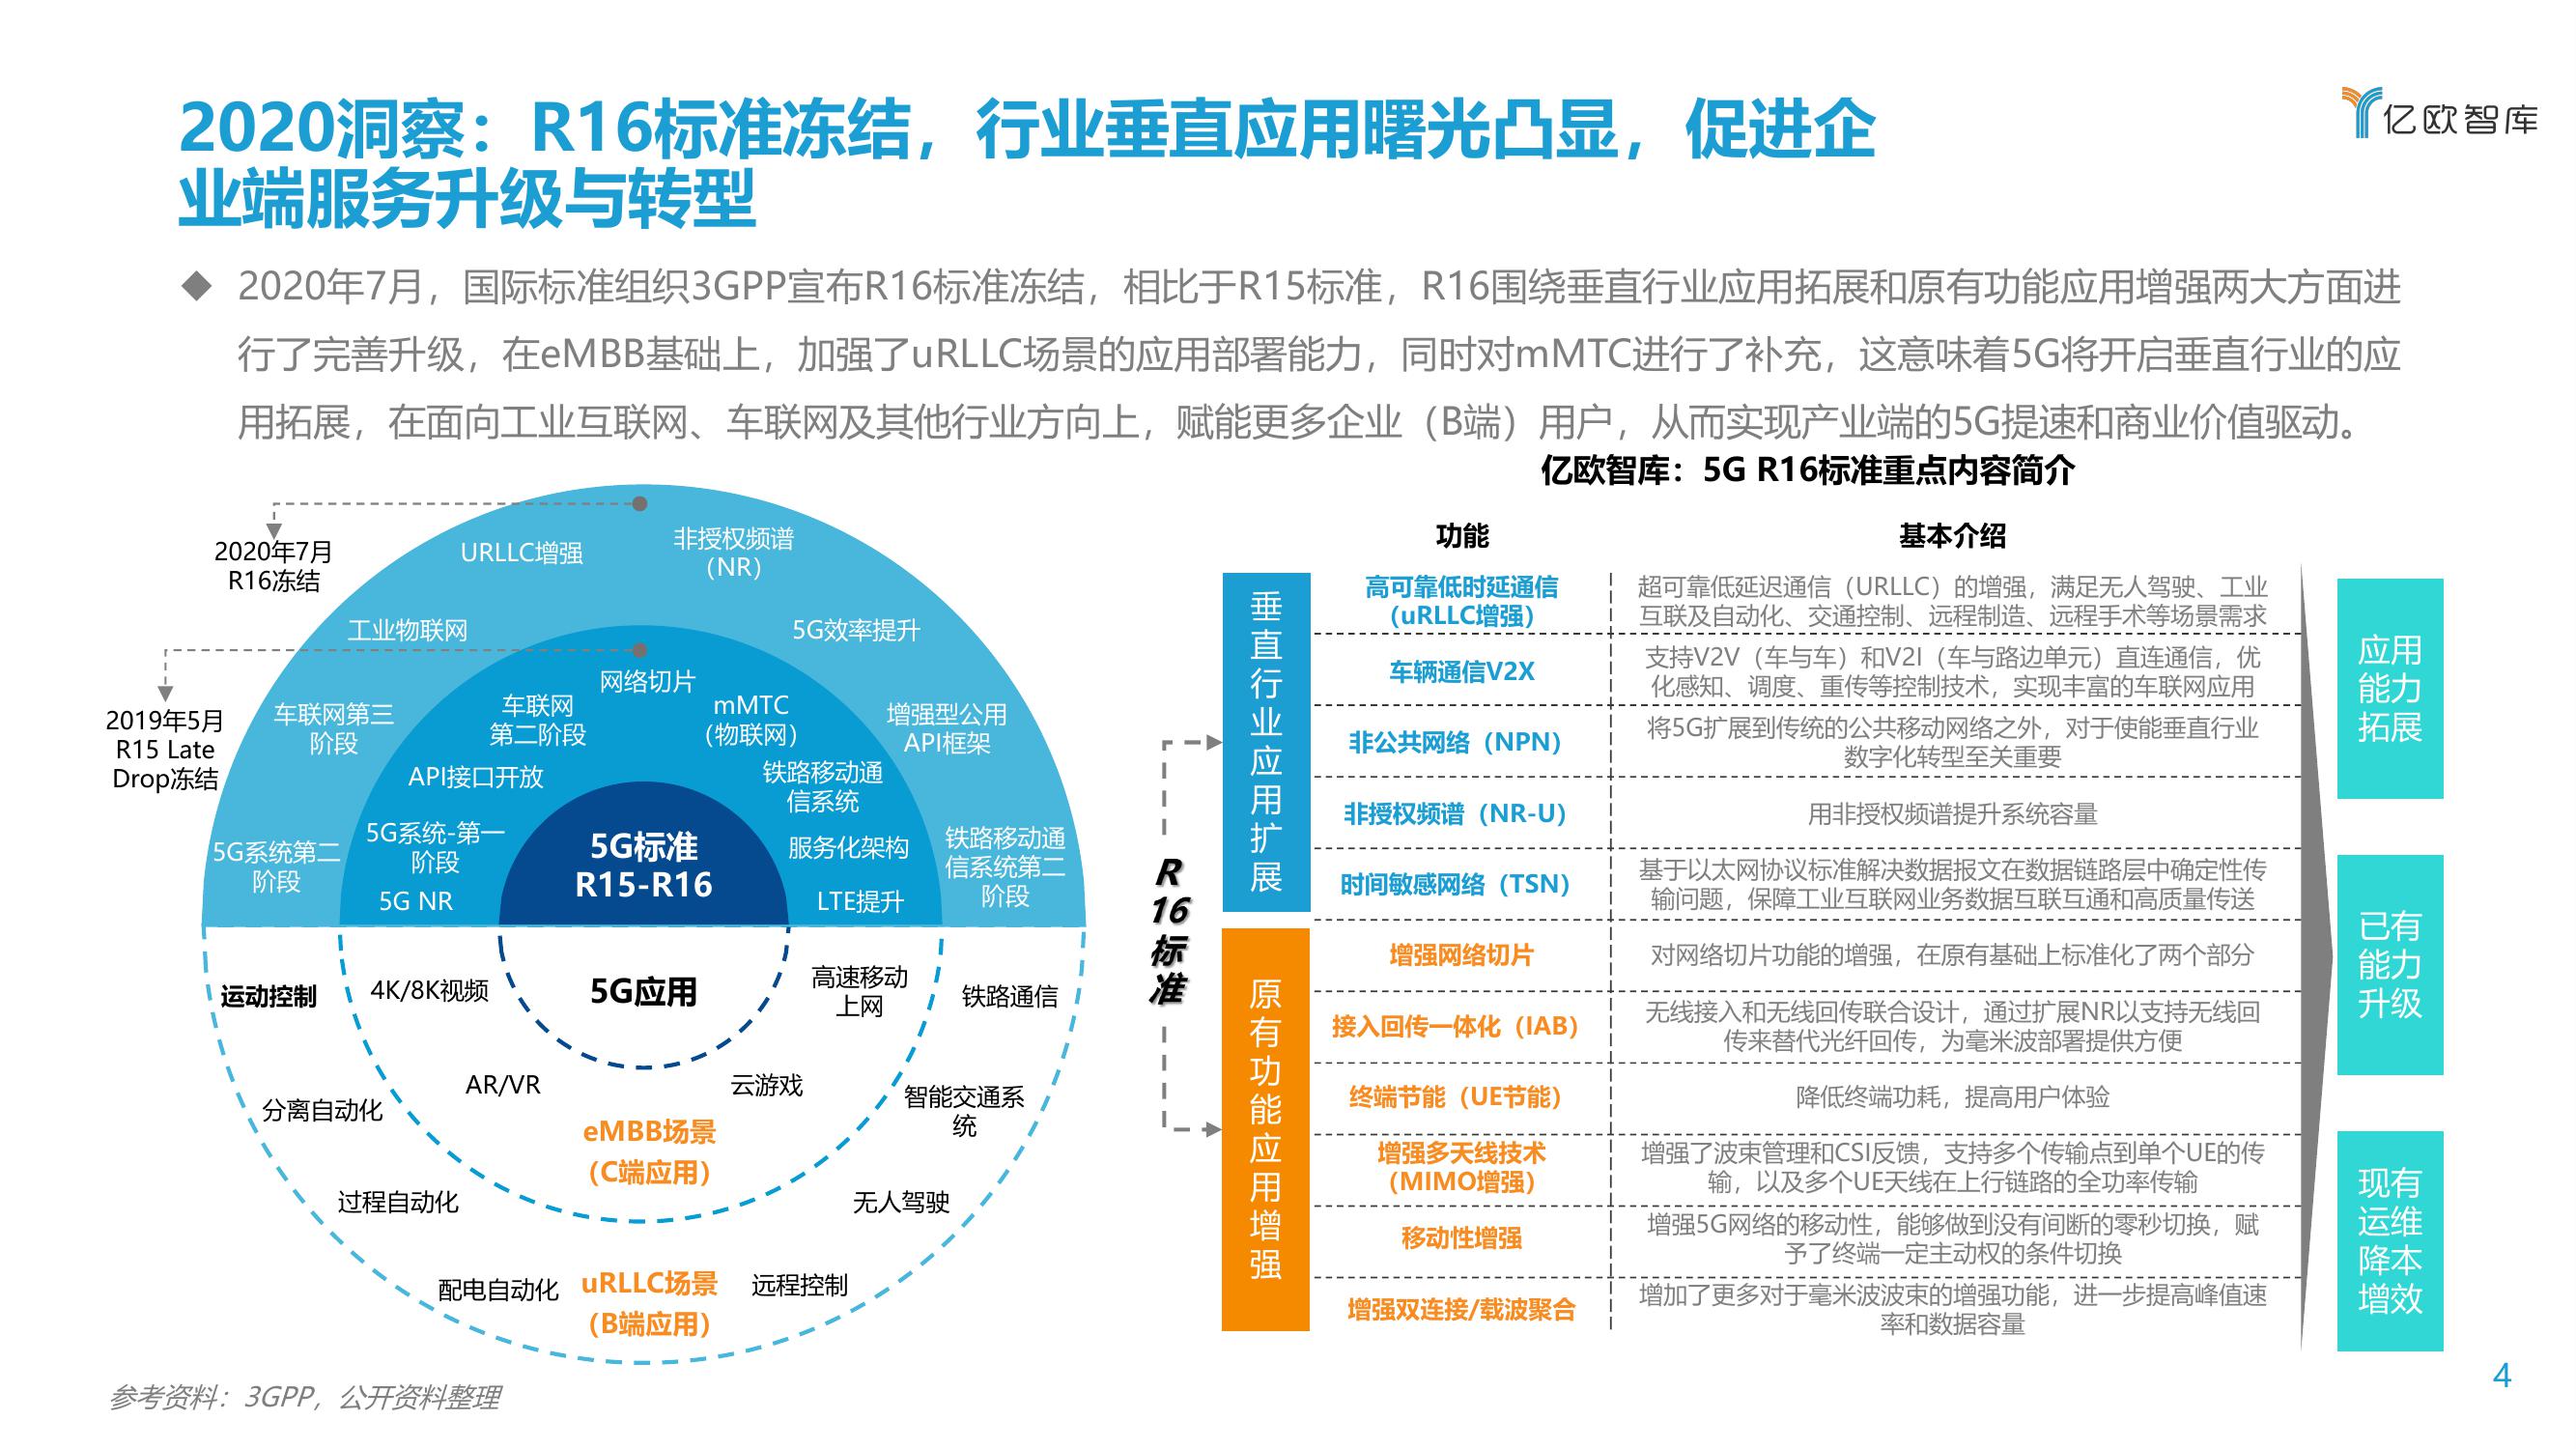 2020洞察：R16标准冻结，行业垂直应用曙光凸显，促进企
业端服务升级与转型
亿欧智库
◆ 2020年7月，国际标准组织3GPP宣布R16标准冻结，相比于R15标准，R16围绕垂直行业应用拓展和原有功能应用增强两大方面进
行了完善升级，在eMBB基础上，加强了uRLLC场景的应用部署能力，同时对mMTC进行了补充，这意味着5G将开启垂直行业的应
用拓展，在面向工业互联网、车联网及其他行业方向上，赋能更多企业（B端）用户，从而实现产业端的5G提速和商业价值驱动。
2020年7月
R16冻结
2019年5月
R15 Late
Drop冻结
URLLC增强
非授权频谱
（NR）
工业物联网
5G效率提升
车联网第三
阶段
增强型公用
API框架
5G系统第二
阶段
铁路移动通
信系统第二
阶段
网络切片
车联网
第二阶段
mMTC
（物联网）
API接口开放
铁路移动通
信系统
5G系统-第一
阶段
服务化架构
5G NR
LTE提升
5G标准
R15-R16
5G应用
运动控制
4K/8K视频
高速移动
上网
铁路通信
AR/VR
云游戏
分离自动化
智能交通系
统
eMBB场景
（C端应用）
过程自动化
无人驾驶
配电自动化
uRLLC场景
（B端应用）
远程控制
亿欧智库：5G R16标准重点内容简介
功能
基本介绍
R
16
标
准
垂
直
行
业
应
用
扩
展
高可靠低时延通信
（uRLLC增强）
超可靠低延迟通信（URLLC）的增强，满足无人驾驶、工业
互联及自动化、交通控制、远程制造、远程手术等场景需求
车辆通信V2X
支持V2V（车与车）和V2I（车与路边单元）直连通信，优
化感知、调度、重传等控制技术，实现丰富的车联网应用
非公共网络（NPN）
将5G扩展到传统的公共移动网络之外，对于使能垂直行业
数字化转型至关重要
非授权频谱（NR-U）
用非授权频谱提升系统容量
时间敏感网络（TSN）
基于以太网协议标准解决数据报文在数据链路层中确定性传
输问题，保障工业互联网业务数据互联互通和高质量传送
原
有
功
能
应
用
增
强
增强网络切片
对网络切片功能的增强，在原有基础上标准化了两个部分
接入回传一体化（IAB）
无线接入和无线回传联合设计，通过扩展NR以支持无线回
传来替代光纤回传，为毫米波部署提供方便
终端节能（UE节能）
降低终端功耗，提高用户体验
增强多天线技术
（MIMO增强）
增强了波束管理和CSI反馈，支持多个传输点到单个UE的传
输，以及多个UE天线在上行链路的全功率传输
移动性增强
增强5G网络的移动性，能够做到没有间断的零秒切换，赋
予了终端一定主动权的条件切换
增强双连接/载波聚合
增加了更多对于毫米波波束的增强功能，进一步提高峰值速
率和数据容量
应用
能力
拓展
已有
能力
升级
现有
运维
降本
增效
参考资料：3GPP，公开资料整理
4